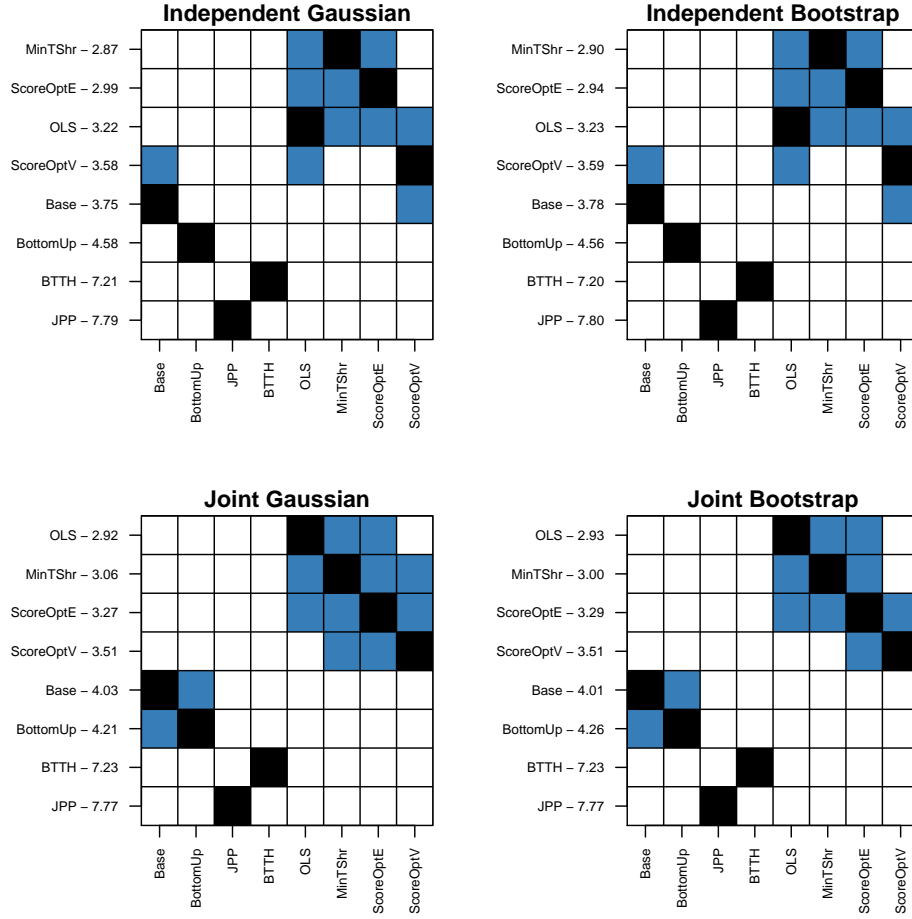 Independent Gaussian
MinTShr – 2.87
ScoreOptE – 2.99
OLS – 3.22
ScoreOptV – 3.58
Base – 3.75
BottomUp – 4.58
BTTH – 7.21
JPP – 7.79
Base
BottomUp
JPP
BTTH
OLS
MinTShr
ScoreOptE
ScoreOptV
Independent Bootstrap
MinTShr – 2.90
ScoreOptE – 2.94
OLS – 3.23
ScoreOptV – 3.59
Base – 3.78
BottomUp – 4.56
BTTH – 7.20
JPP – 7.80
Base
BottomUp
JPP
BTTH
OLS
MinTShr
ScoreOptE
ScoreOptV
Joint Gaussian
OLS – 2.92
MinTShr – 3.06
ScoreOptE – 3.27
ScoreOptV – 3.51
Base – 4.03
BottomUp – 4.21
BTTH – 7.23
JPP – 7.77
Base
BottomUp
JPP
BTTH
OLS
MinTShr
ScoreOptE
ScoreOptV
Joint Bootstrap
OLS – 2.93
MinTShr – 3.00
ScoreOptE – 3.29
ScoreOptV – 3.51
Base – 4.01
BottomUp – 4.26
BTTH – 7.23
JPP – 7.77
Base
BottomUp
JPP
BTTH
OLS
MinTShr
ScoreOptE
ScoreOptV